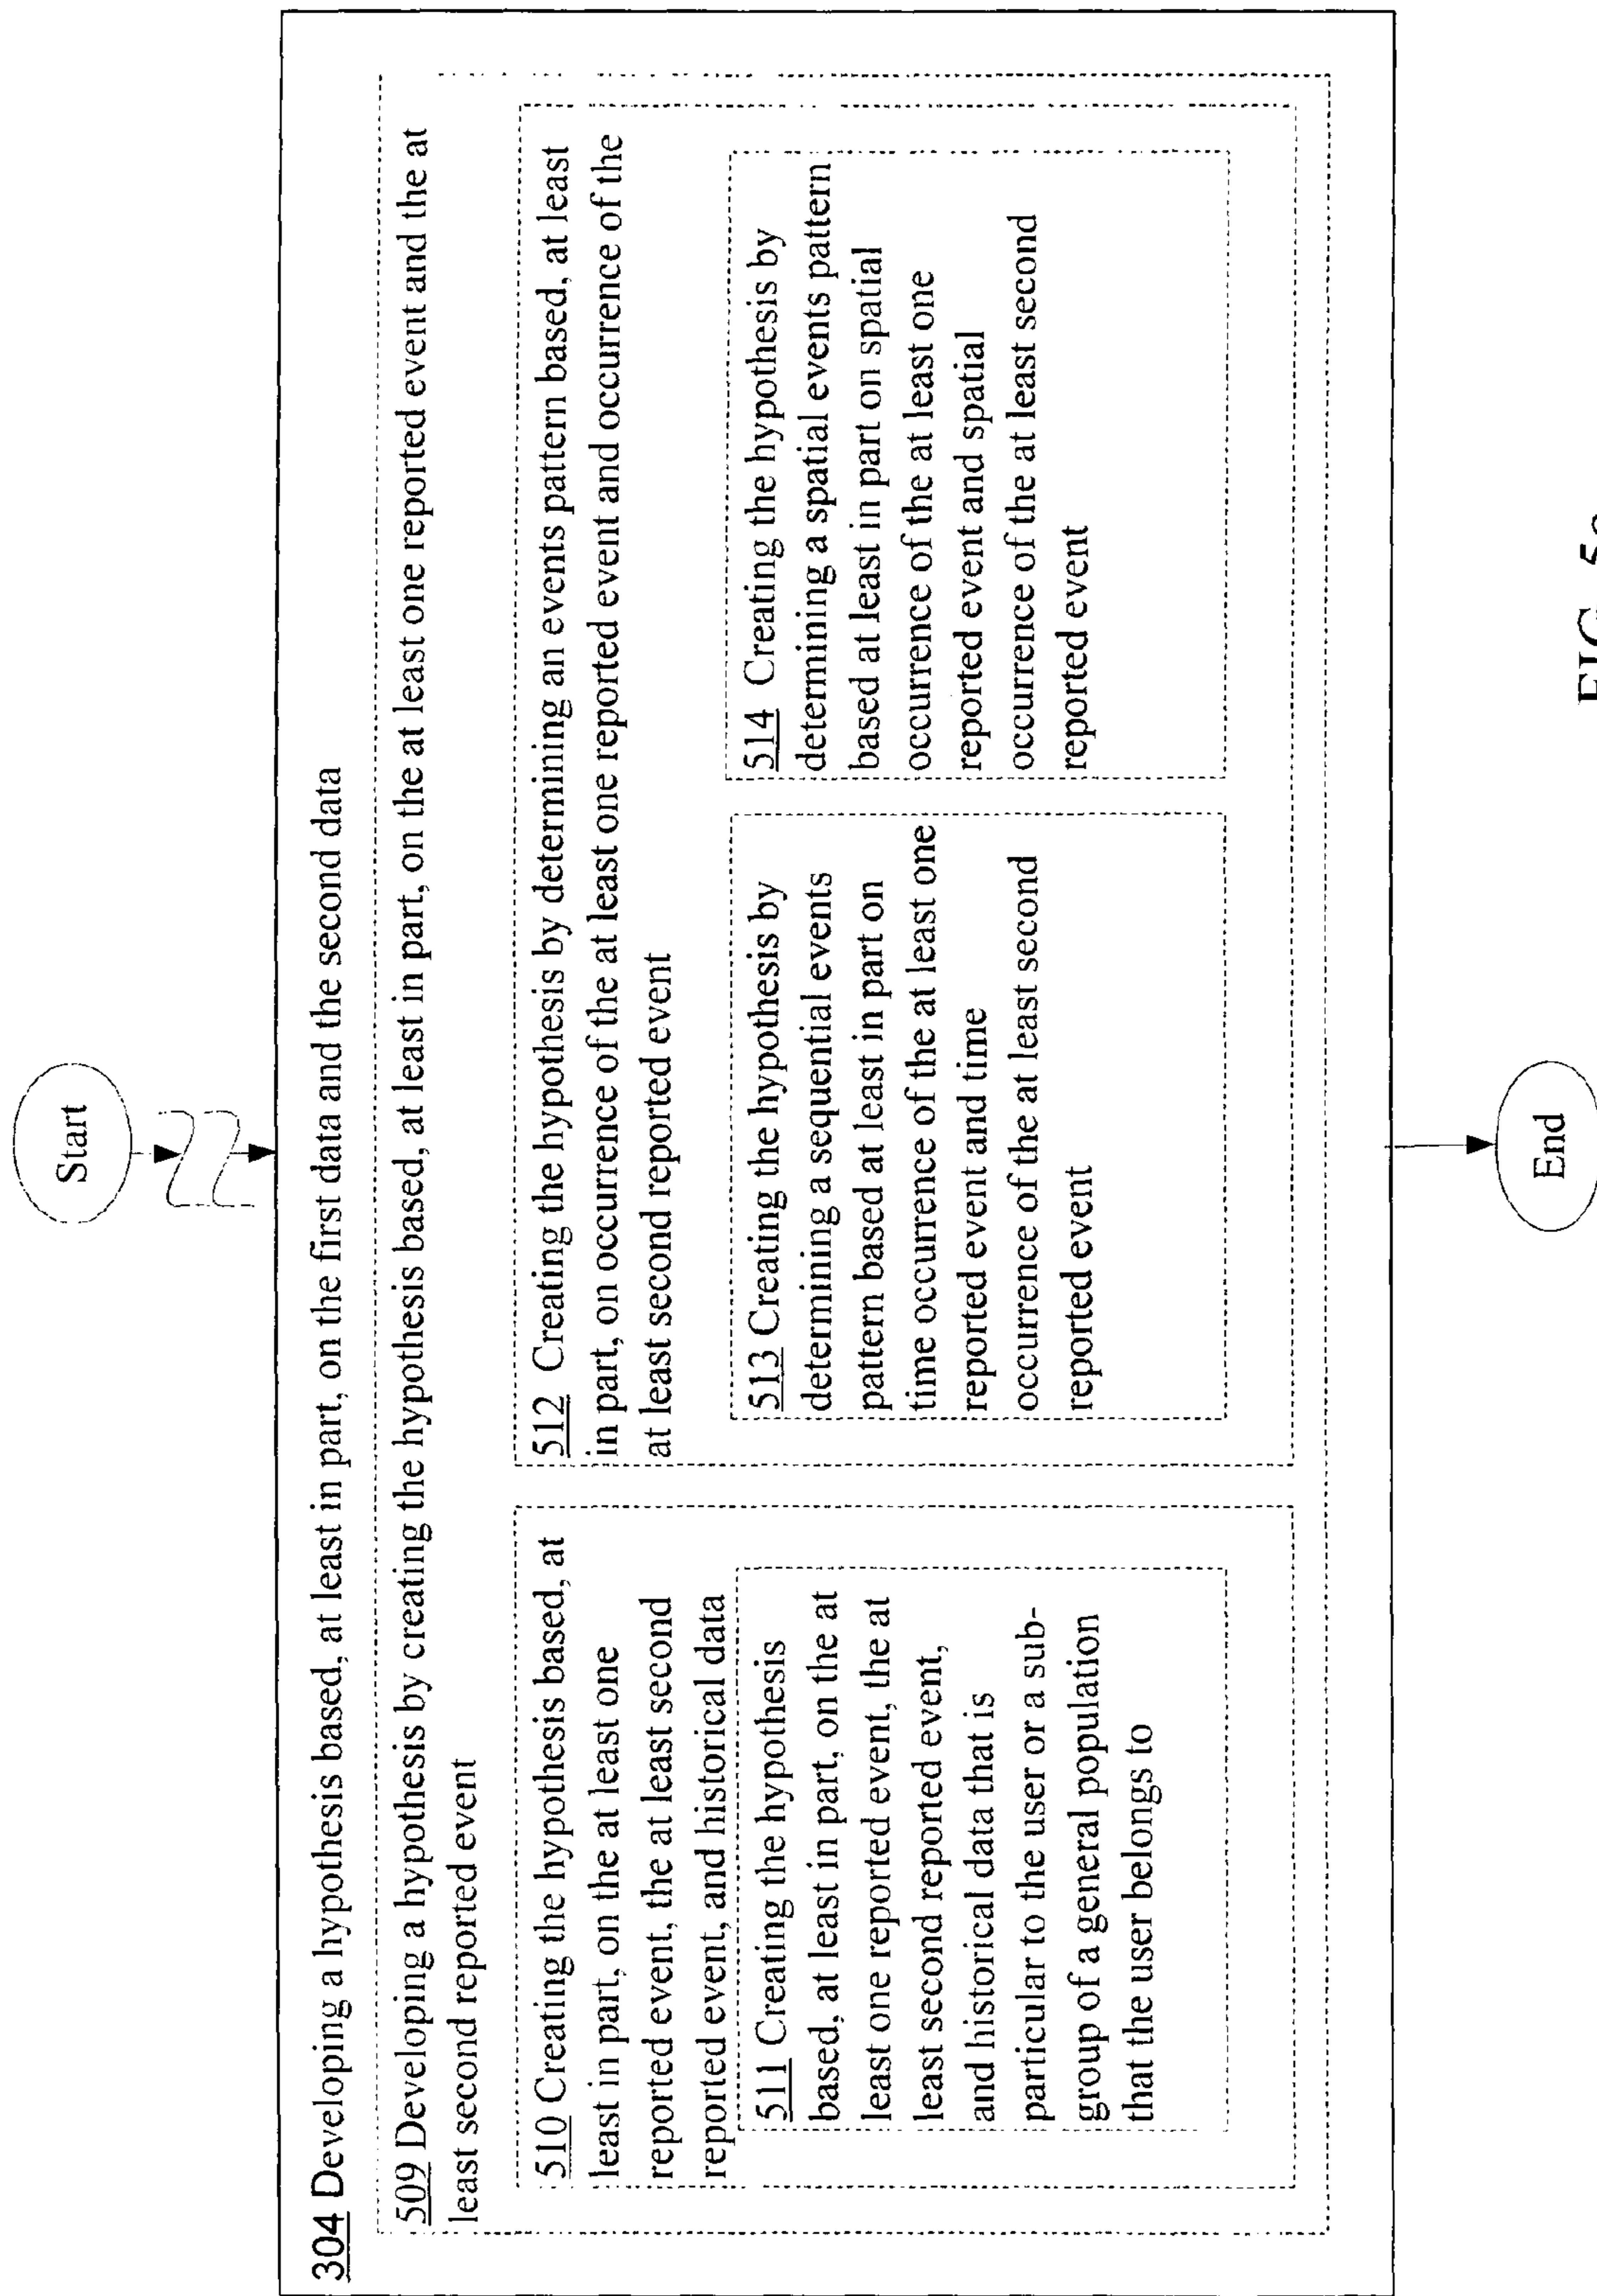 Start
304 Developing a hypothesis based, at least in part, on the first data and the second data
509 Developing a hypothesis by creating the hypothesis based, at least in part, on the at least one reported event and the at
least second reported event
510 Creating the hypothesis based, at
least in part, on the at least one
reported event, the at least second
reported event, and historical data
511 Creating the hypothesis
based, at least in part, on the at
least one reported event, the at
least second reported event,
and historical data that is
particular to the user or a sub-
group of a general population
that the user belongs to
512 Creating the hypothesis by determining an events pattern based, at least
in part, on occurrence of the at least one reported event and occurrence of the
at least second reported event
513 Creating the hypothesis by
determining a sequential events
pattern based at least in part on
time occurrence of the at least one
reported event and time
occurrence of the at least second
reported event
514 Creating the hypothesis by
determining a spatial events pattern
based at least in part on spatial
occurrence of the at least one
reported event and spatial
occurrence of the at least second
reported event
End
FIG.